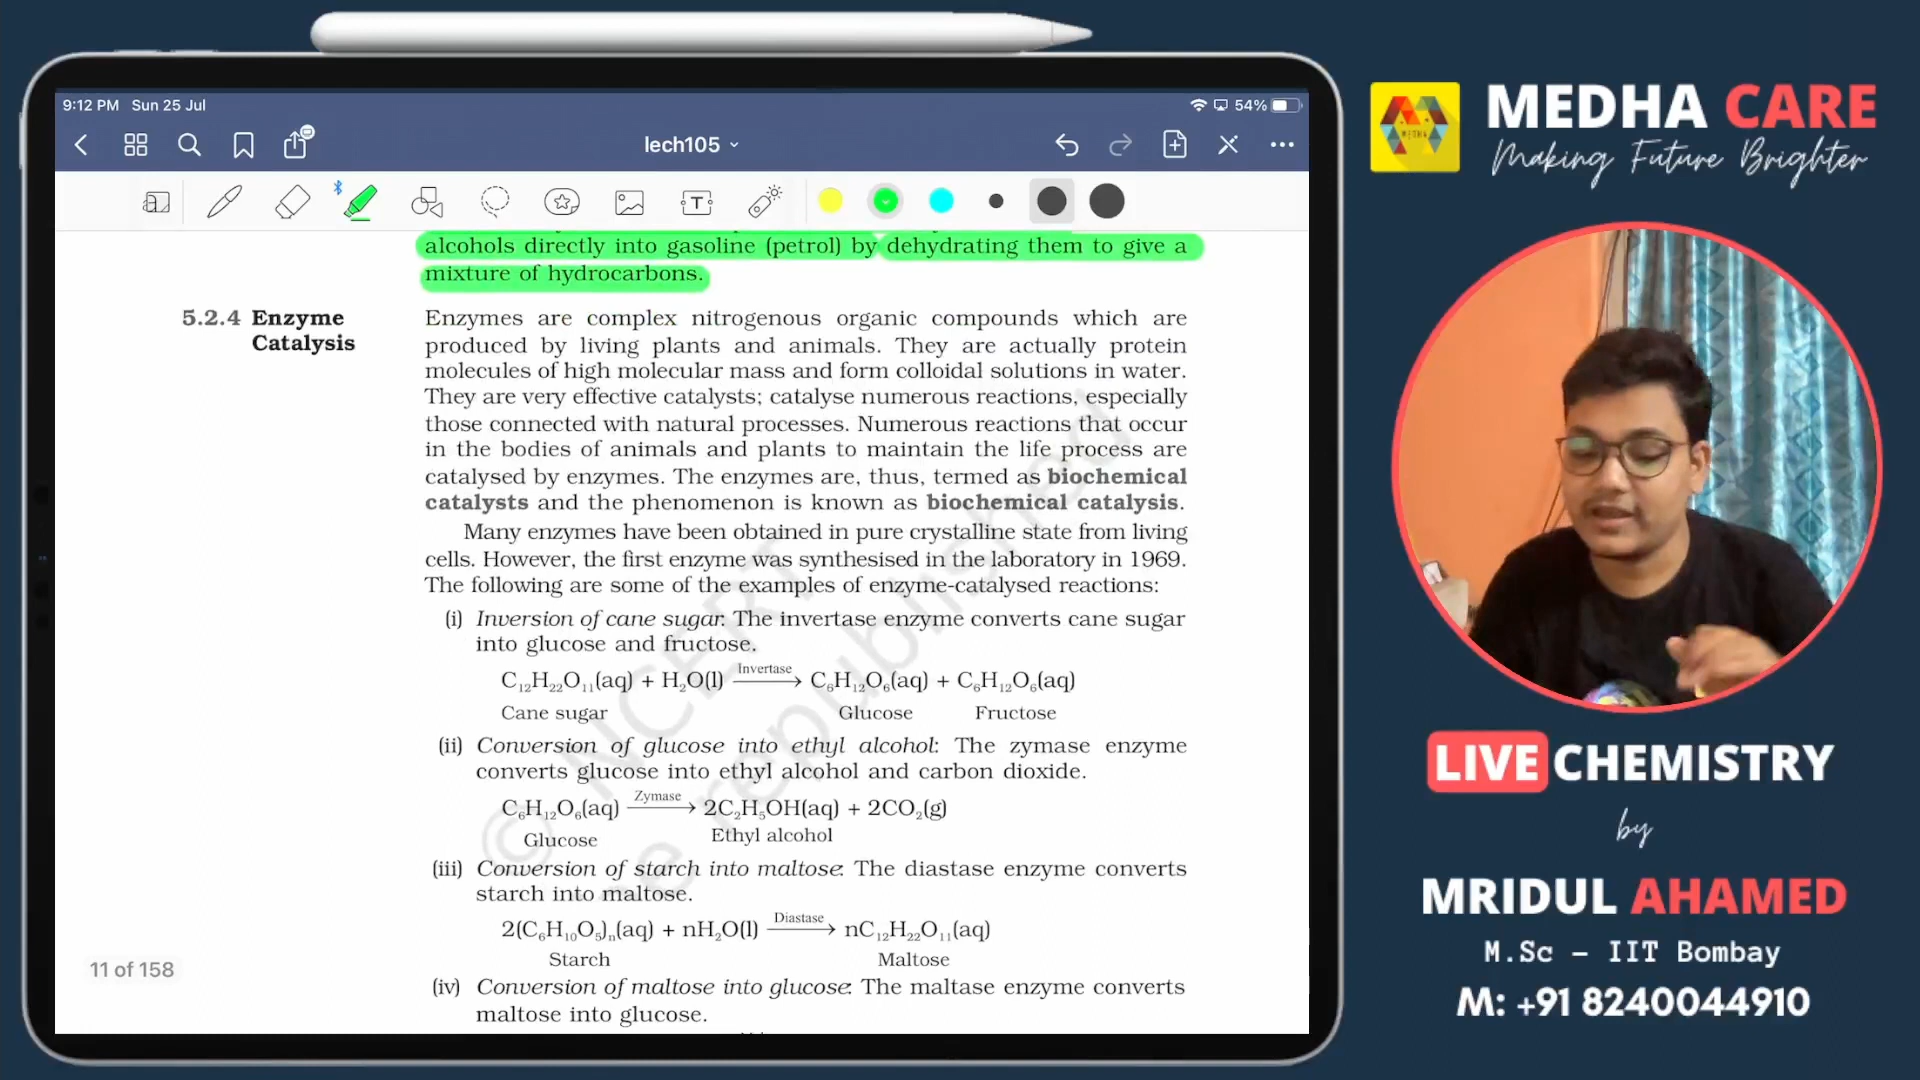 9:12 PM Sun 25 Jul
54%
lech105
alcohols directly into gasoline (petrol) by dehydrating them to give a
mixture of hydrocarbons.
5.2.4 Enzyme
Catalysis
Enzymes are complex nitrogenous organic compounds which are
produced by living plants and animals. They are actually protein
molecules of high molecular mass and form colloidal solutions in water.
They are very effective catalysts; catalyse numerous reactions, especially
those connected with natural processes. Numerous reactions that occur
in the bodies of animals and plants to maintain the life process are
catalysed by enzymes. The enzymes are, thus, termed as biochemical
catalysts and the phenomenon is known as biochemical catalysis.
Many enzymes have been obtained in pure crystalline state from living
cells. However, the first enzyme was synthesised in the laboratory in 1969.
The following are some of the examples of enzyme-catalysed reactions:
(i) Inversion of cane sugar: The invertase enzyme converts cane sugar
into glucose and fructose.
Invertase
C₁₂H₂₂O₁₁(aq) + H₂O(l) ⟶ C₆H₁₂O₆(aq) + C₆H₁₂O₆(aq)
Cane sugar Glucose Fructose
(ii) Conversion of glucose into ethyl alcohol: The zymase enzyme
converts glucose into ethyl alcohol and carbon dioxide.
Zymase
C₆H₁₂O₆(aq) ⟶ 2C₂H₅OH(aq) + 2CO₂(g)
Glucose Ethyl alcohol
(iii) Conversion of starch into maltose: The diastase enzyme converts
starch into maltose.
Diastase
2(C₆H₁₀O₅)ₙ(aq) + nH₂O(l) ⟶ nC₁₂H₂₂O₁₁(aq)
Starch Maltose
(iv) Conversion of maltose into glucose: The maltase enzyme converts
maltose into glucose.
11 of 158
© NCERT
be republished
MEDHA CARE
Making Future Brighter
MEDHA
LIVE CHEMISTRY
by
MRIDUL AHAMED
M.Sc – IIT Bombay
M: +91 8240044910